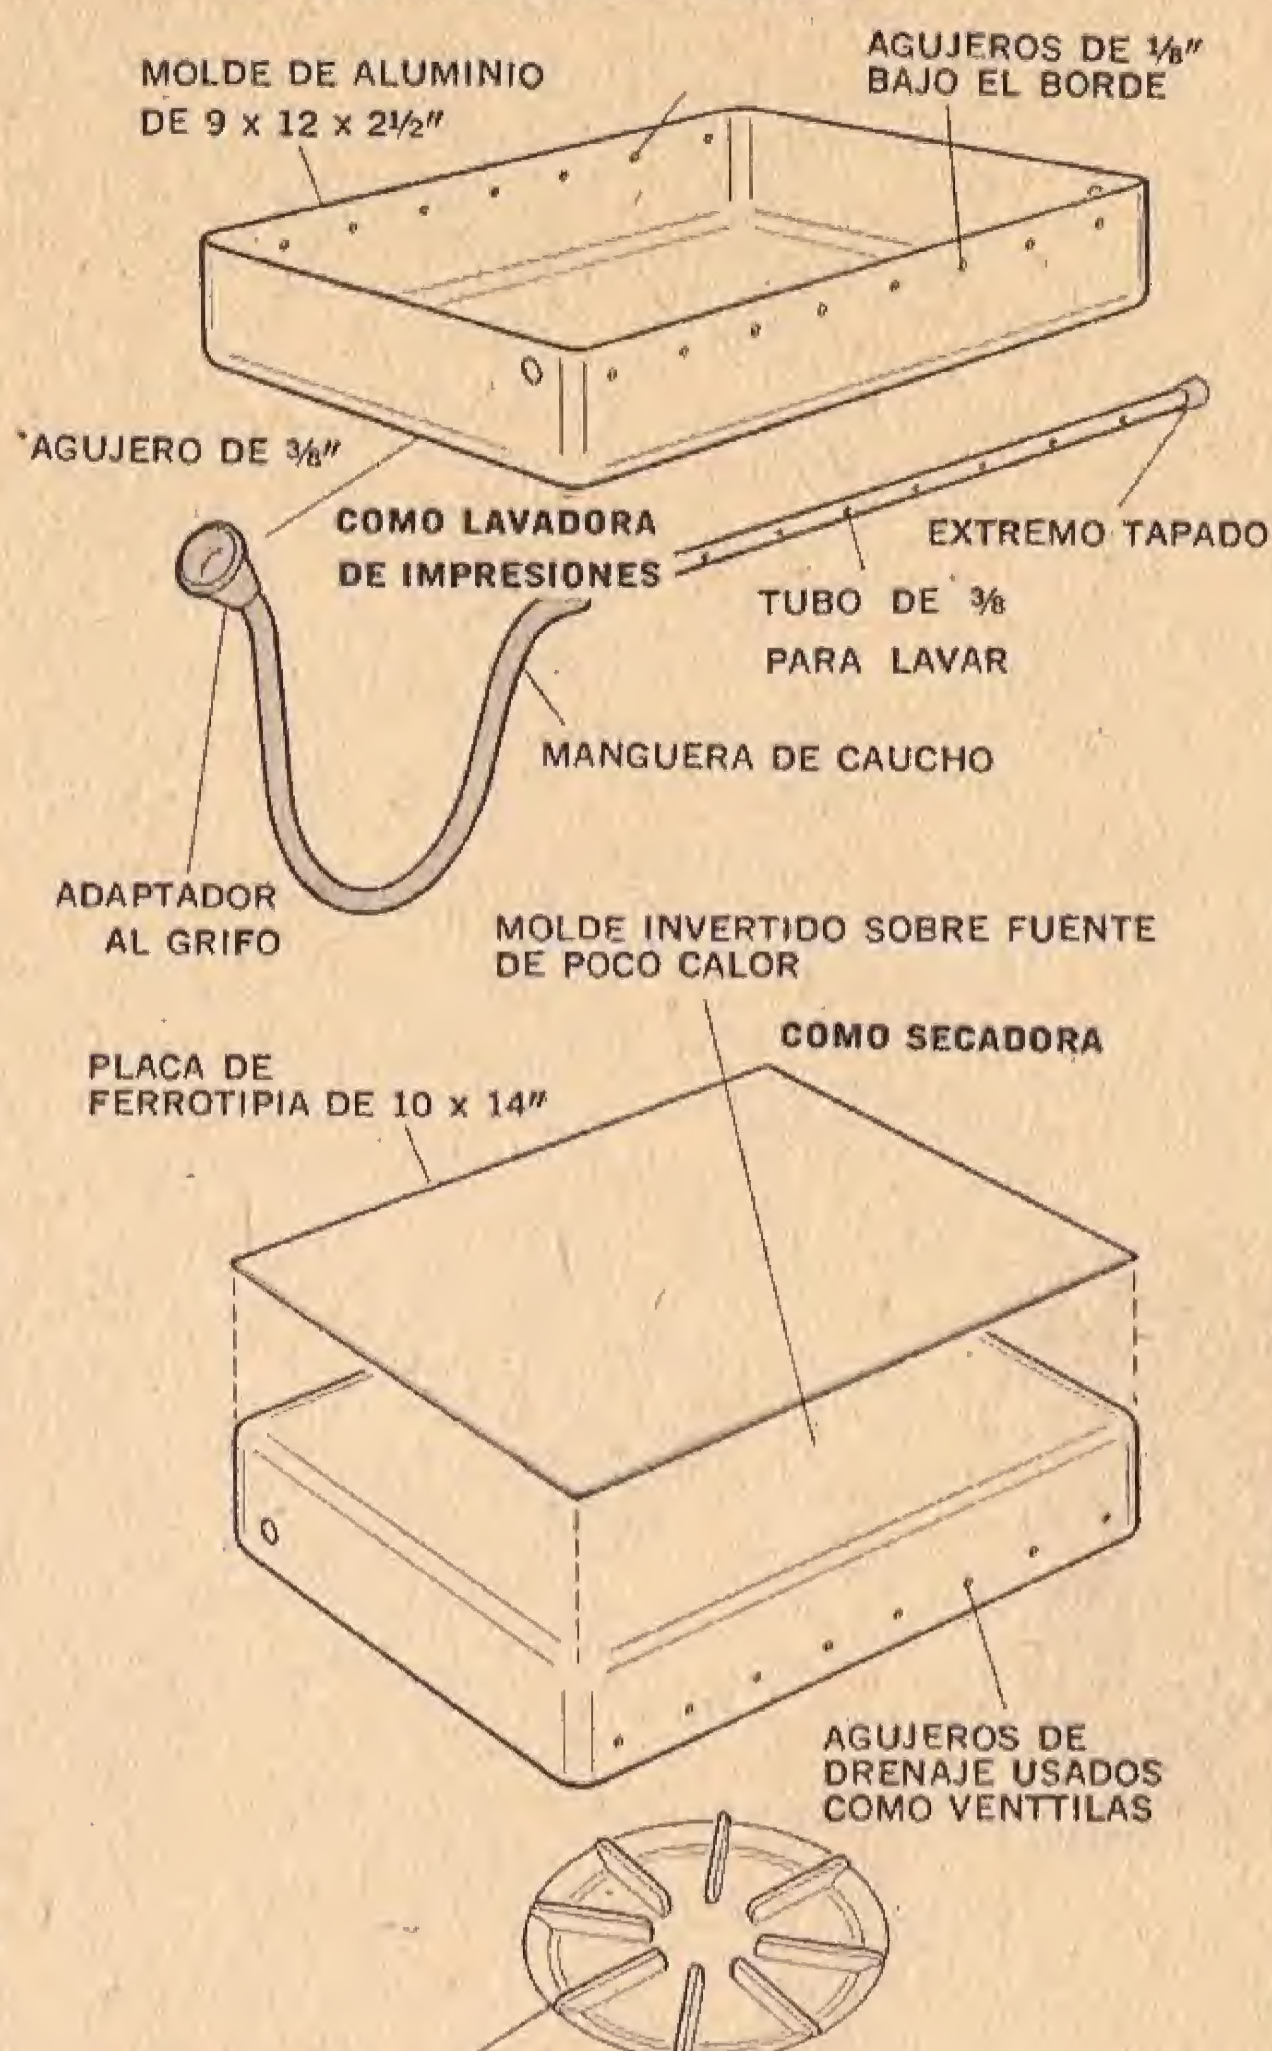 MOLDE DE ALUMINIO
DE 9 x 12 x 2½"
AGUJEROS DE ⅛"
BAJO EL BORDE
AGUJERO DE ⅜"
COMO LAVADORA
DE IMPRESIONES
EXTREMO TAPADO
TUBO DE ⅜
PARA LAVAR
MANGUERA DE CAUCHO
ADAPTADOR
AL GRIFO
MOLDE INVERTIDO SOBRE FUENTE
DE POCO CALOR
COMO SECADORA
PLACA DE
FERROTIPIA DE 10 x 14"
AGUJEROS DE
DRENAJE USADOS
COMO VENTTILAS